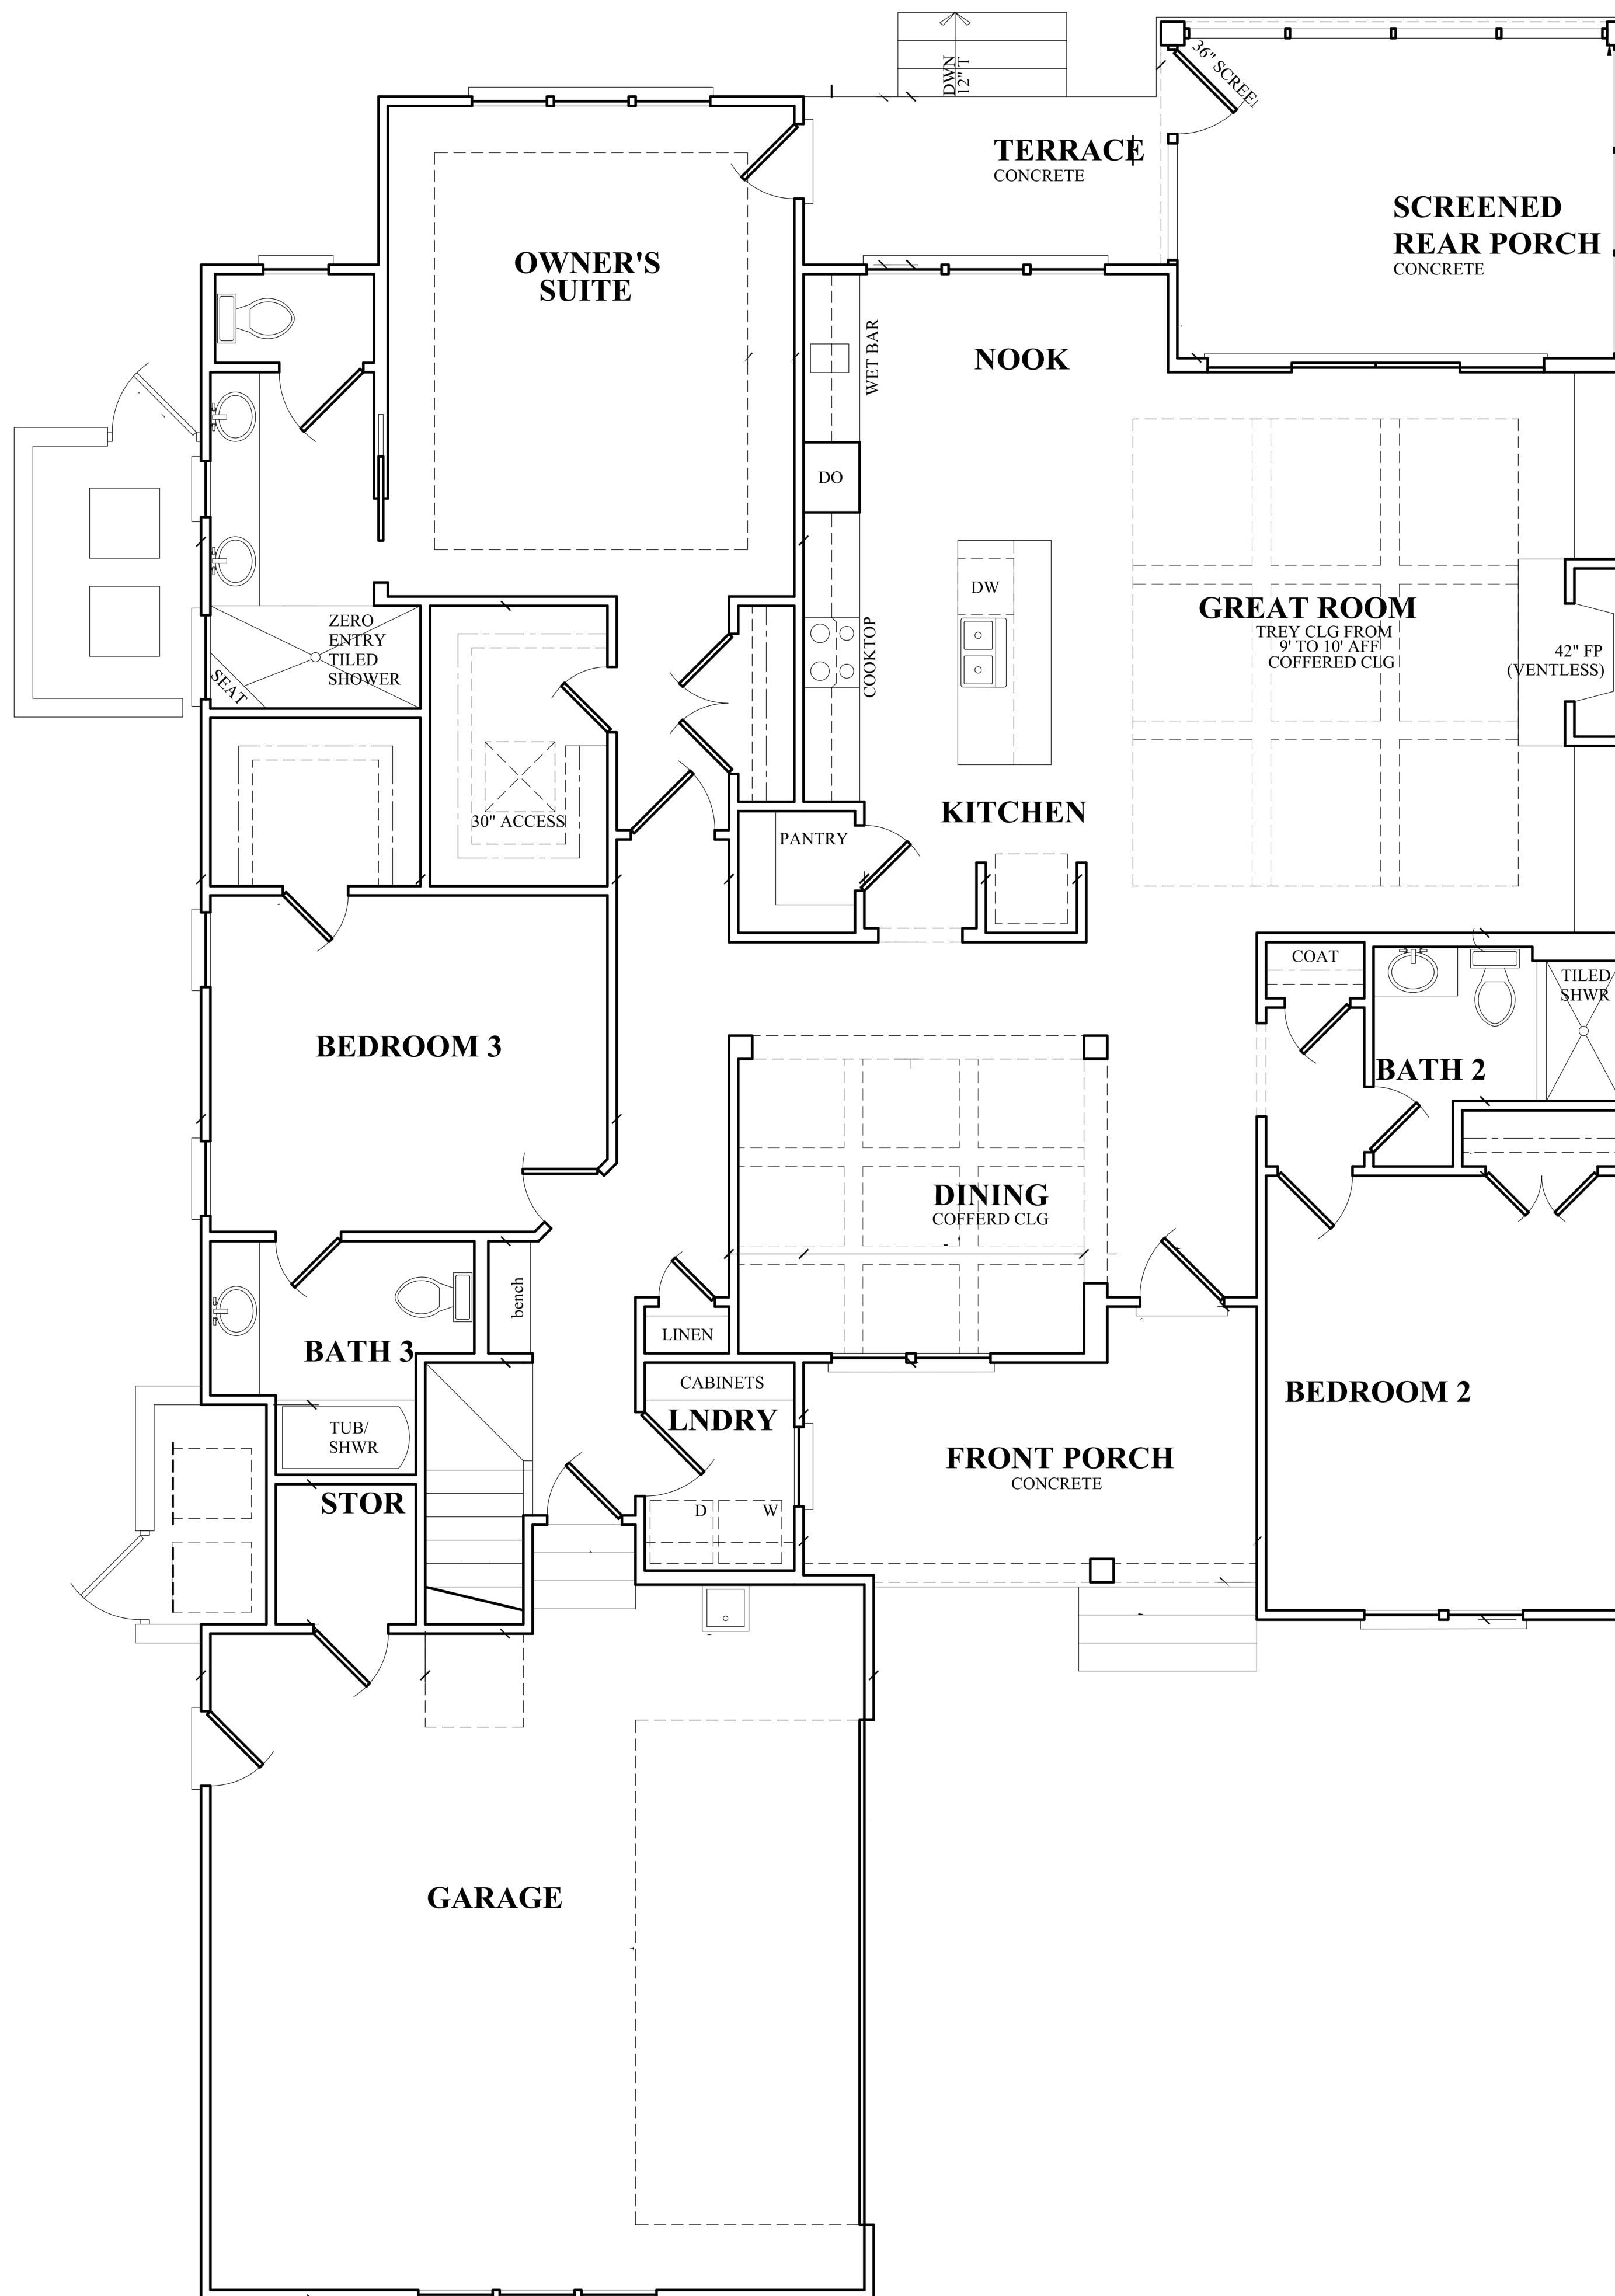 DWN
12" T
36" SCREE
TERRACE
CONCRETE
SCREENED
REAR PORCH
CONCRETE
OWNER'S
SUITE
WET BAR
NOOK
DO
DW
COOKTOP
GREAT ROOM
TREY CLG FROM
9' TO 10' AFF
COFFERED CLG
42" FP
(VENTLESS)
ZERO
ENTRY
TILED
SHOWER
SEAT
30" ACCESS
KITCHEN
PANTRY
COAT
TILED
SHWR
BEDROOM 3
BATH 2
DINING
COFFERD CLG
bench
LINEN
BATH 3
CABINETS
LNDRY
BEDROOM 2
TUB/
SHWR
FRONT PORCH
CONCRETE
STOR
D
W
GARAGE